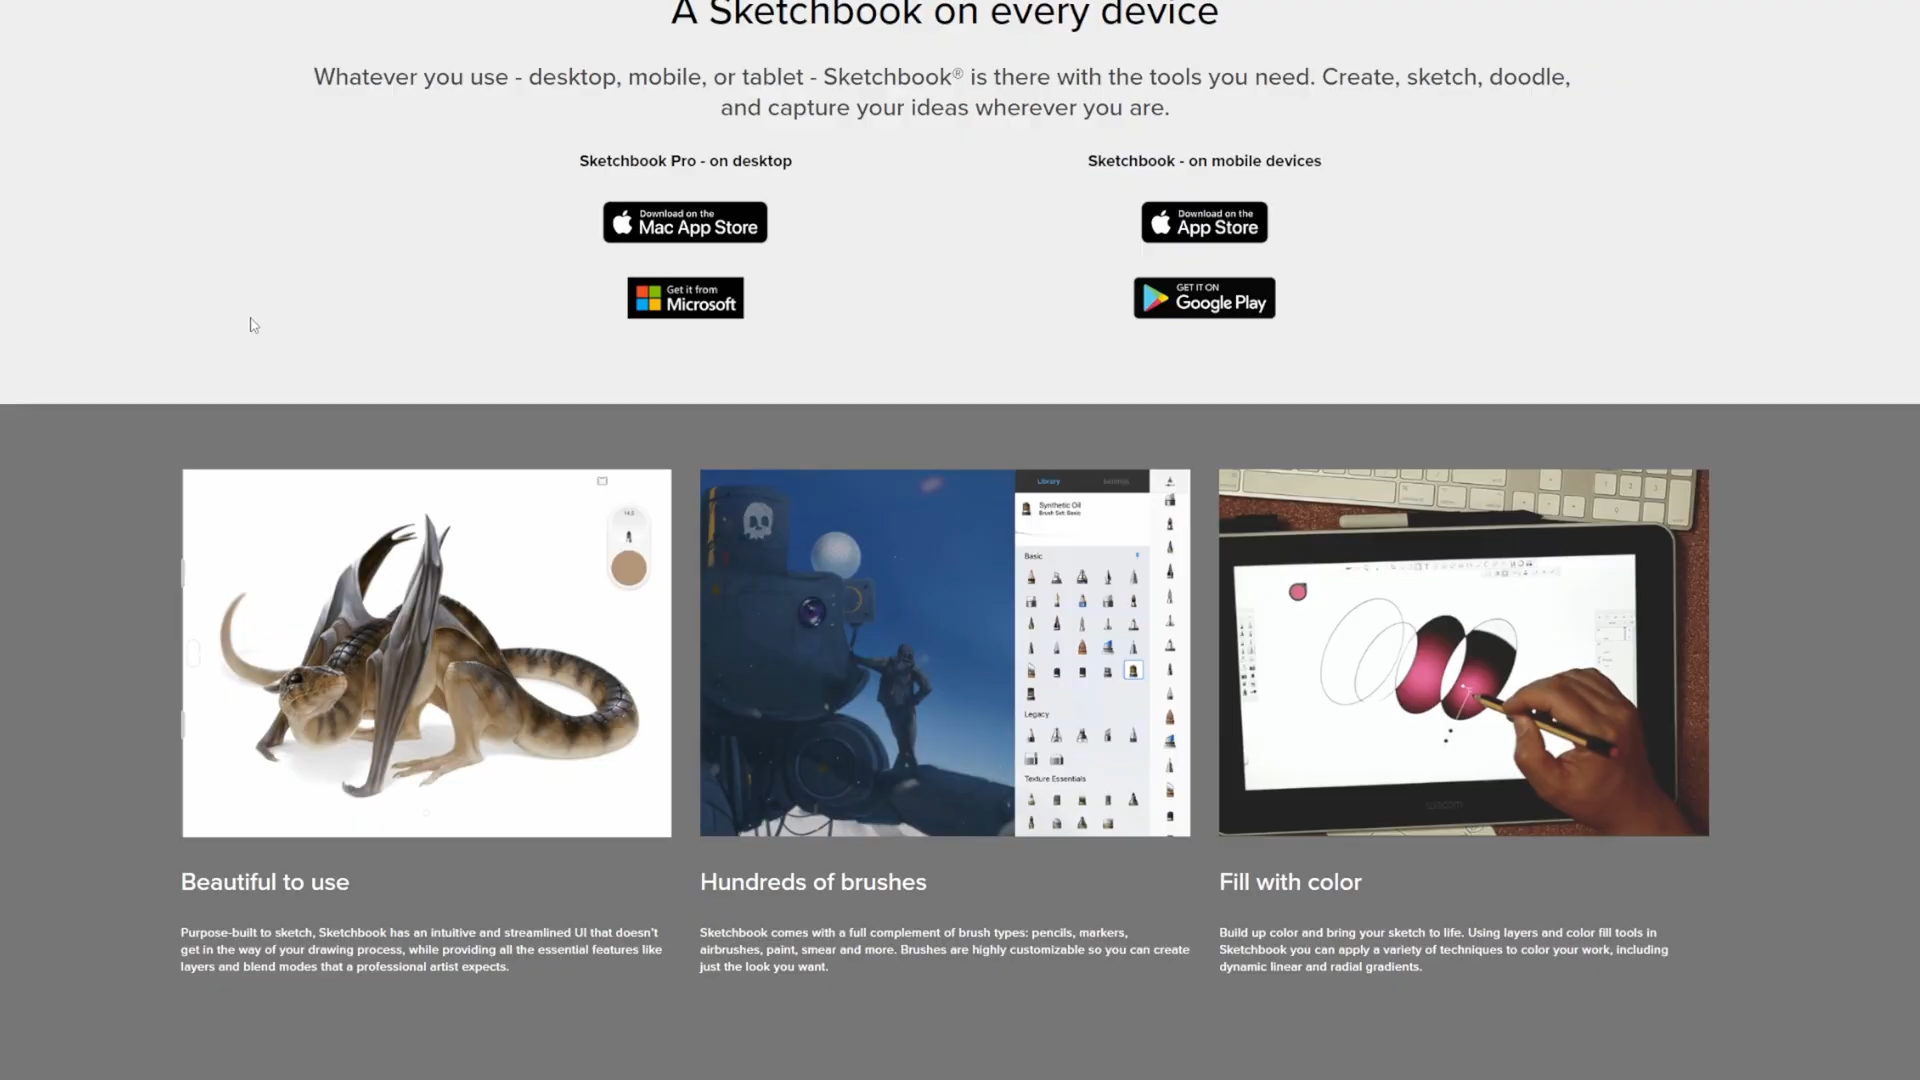 A Sketchbook on every device
Whatever you use - desktop, mobile, or tablet - Sketchbook® is there with the tools you need. Create, sketch, doodle,
and capture your ideas wherever you are.
Sketchbook Pro - on desktop
Sketchbook - on mobile devices
Download on the
Mac App Store
Download on the
App Store
Get it from
Microsoft
GET IT ON
Google Play
Library
Synthetic Oil
Brush Set: Basic
Basic
Legacy
Texture Essentials
wacom
Beautiful to use
Purpose-built to sketch, Sketchbook has an intuitive and streamlined UI that doesn't
get in the way of your drawing process, while providing all the essential features like
layers and blend modes that a professional artist expects.
Hundreds of brushes
Sketchbook comes with a full complement of brush types: pencils, markers,
airbrushes, paint, smear and more. Brushes are highly customizable so you can create
just the look you want.
Fill with color
Build up color and bring your sketch to life. Using layers and color fill tools in
Sketchbook you can apply a variety of techniques to color your work, including
dynamic linear and radial gradients.